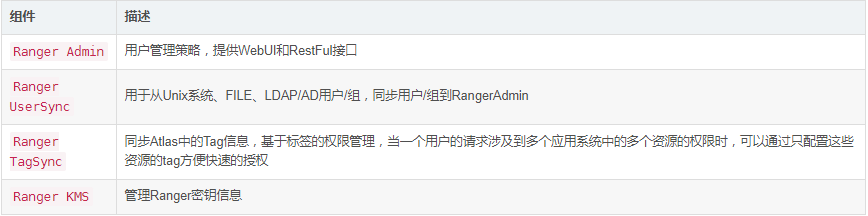 组件 描述
Ranger Admin 用户管理策略，提供WebUI和RestFul接口
Ranger
UserSync
用于从Unix系统、FILE、LDAP/AD用户/组，同步用户/组到RangerAdmin
Ranger
TagSync
同步Atlas中的Tag信息，基于标签的权限管理，当一个用户的请求涉及到多个应用系统中的多个资源的权限时，可以通过只配置这些
资源的tag方便快速的授权
Ranger KMS 管理Ranger密钥信息